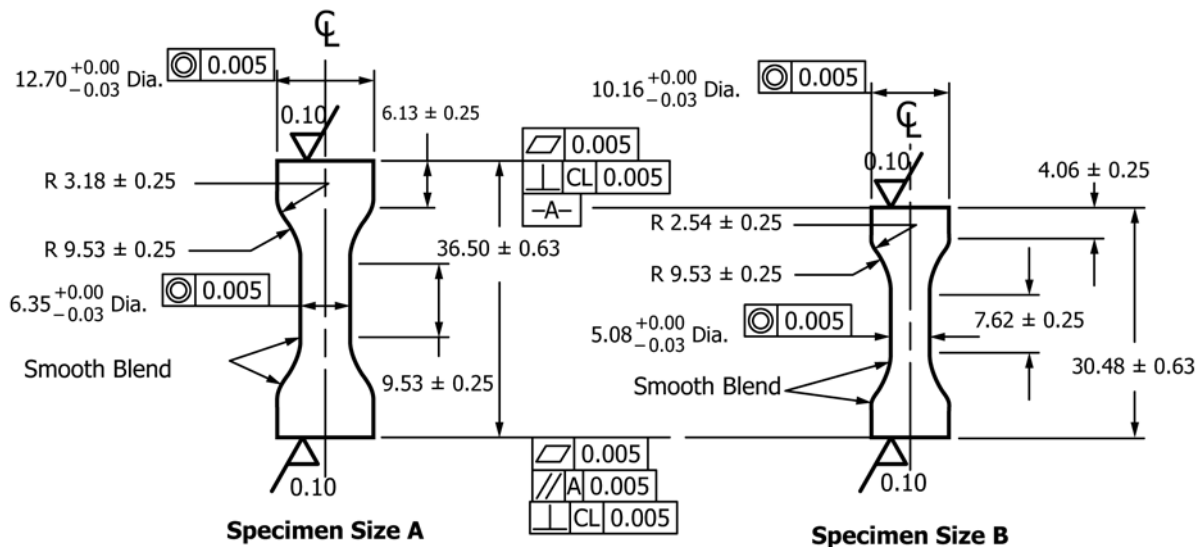 ℄
12.70 +0.00 −0.03 Dia.
◎ 0.005
0.10
6.13 ± 0.25
R 3.18 ± 0.25
R 9.53 ± 0.25
36.50 ± 0.63
6.35 +0.00 −0.03 Dia.
◎ 0.005
Smooth Blend
9.53 ± 0.25
0.10
Specimen Size A
⏥ 0.005
⊥ CL 0.005
–A–
⏥ 0.005
// A 0.005
⊥ CL 0.005
10.16 +0.00 −0.03 Dia.
◎ 0.005
℄
0.10
4.06 ± 0.25
R 2.54 ± 0.25
R 9.53 ± 0.25
5.08 +0.00 −0.03 Dia.
◎ 0.005
7.62 ± 0.25
30.48 ± 0.63
Smooth Blend
0.10
Specimen Size B